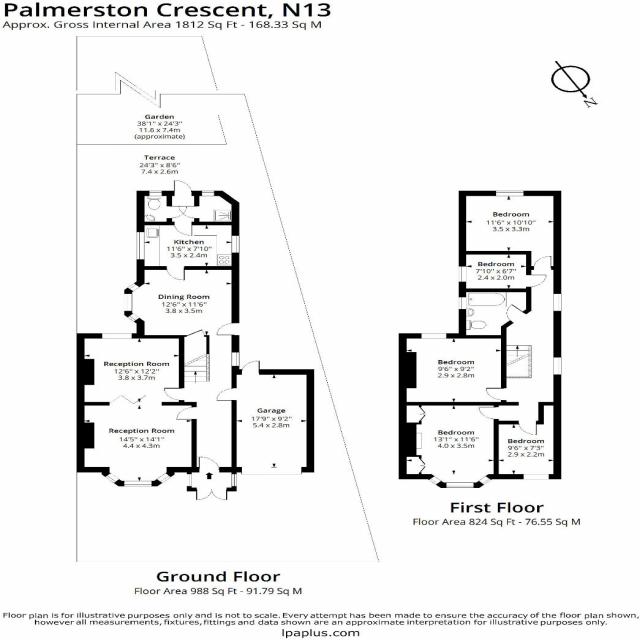 Palmerston Crescent, N13
Approx. Gross Internal Area 1812 Sq Ft - 168.33 Sq M
N
Garden
38'1" x 24'3"
11.6 x 7.4m
(approximate)
Terrace
24'3" x 8'6"
7.4 x 2.6m
Kitchen
11'6" x 7'10"
3.5 x 2.4m
Dining Room
12'6" x 11'6"
3.8 x 3.5m
Reception Room
12'6" x 12'2"
3.8 x 3.7m
Reception Room
14'5" x 14'1"
4.4 x 4.3m
Garage
17'9" x 9'2"
5.4 x 2.8m
Ground Floor
Floor Area 988 Sq Ft - 91.79 Sq M
Bedroom
11'6" x 10'10"
3.5 x 3.3m
Bedroom
7'10" x 6'7"
2.4 x 2.0m
Bedroom
9'6" x 9'2"
2.9 x 2.8m
Bedroom
13'1" x 11'6"
4.0 x 3.5m
Bedroom
9'6" x 7'3"
2.9 x 2.2m
First Floor
Floor Area 824 Sq Ft - 76.55 Sq M
Floor plan is for illustrative purposes only and is not to scale. Every attempt has been made to ensure the accuracy of the floor plan shown,
however all measurements, fixtures, fittings and data shown are an approximate interpretation for illustrative purposes only.
lpaplus.com